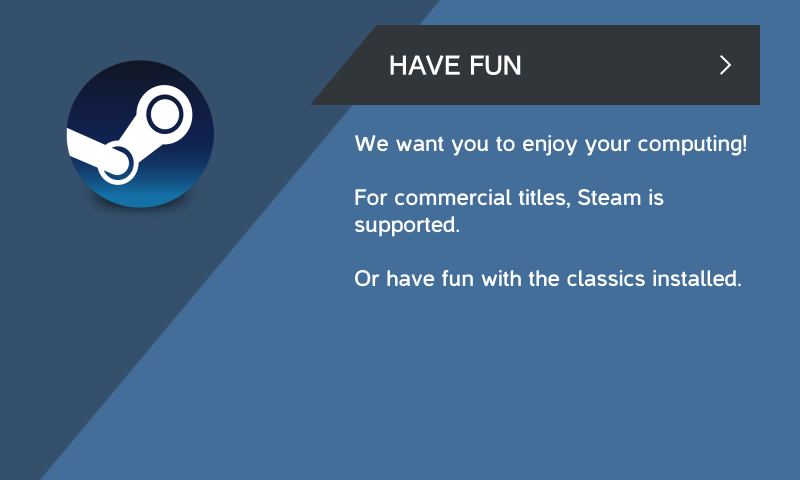 HAVE FUN
We want you to enjoy your computing!
For commercial titles, Steam is
supported.
Or have fun with the classics installed.